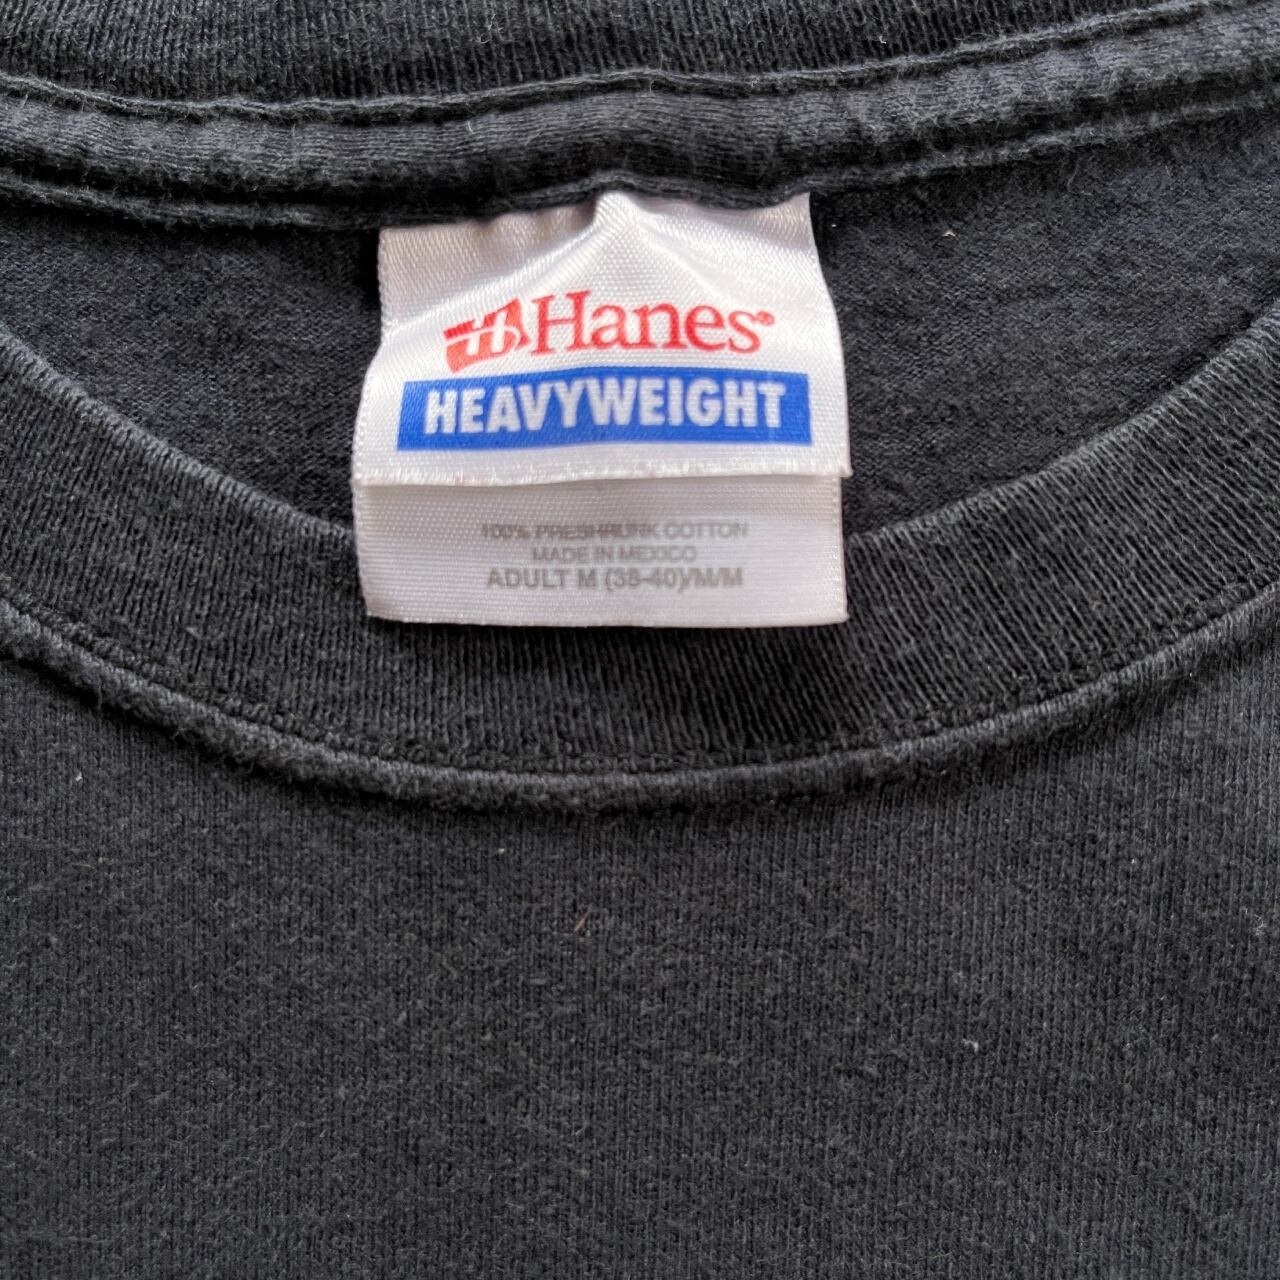 Hanes®
HEAVYWEIGHT
100% PRESHRUNK COTTON
MADE IN MEXICO
ADULT M (38-40)/M/M